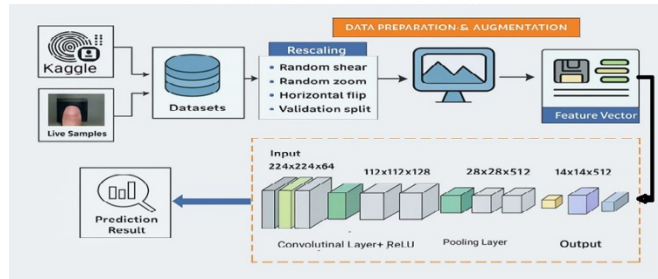 DATA PREPARATION & AUGMENTATION
Kaggle
Live Samples
Datasets
Rescaling
• Random shear
• Random zoom
• Horizontal flip
• Validation split
Feature Vector
Input
224x224x64
112x112x128
28x28x512
14x14x512
Convolutinal Layer+ ReLU
Pooling Layer
Output
Prediction
Result